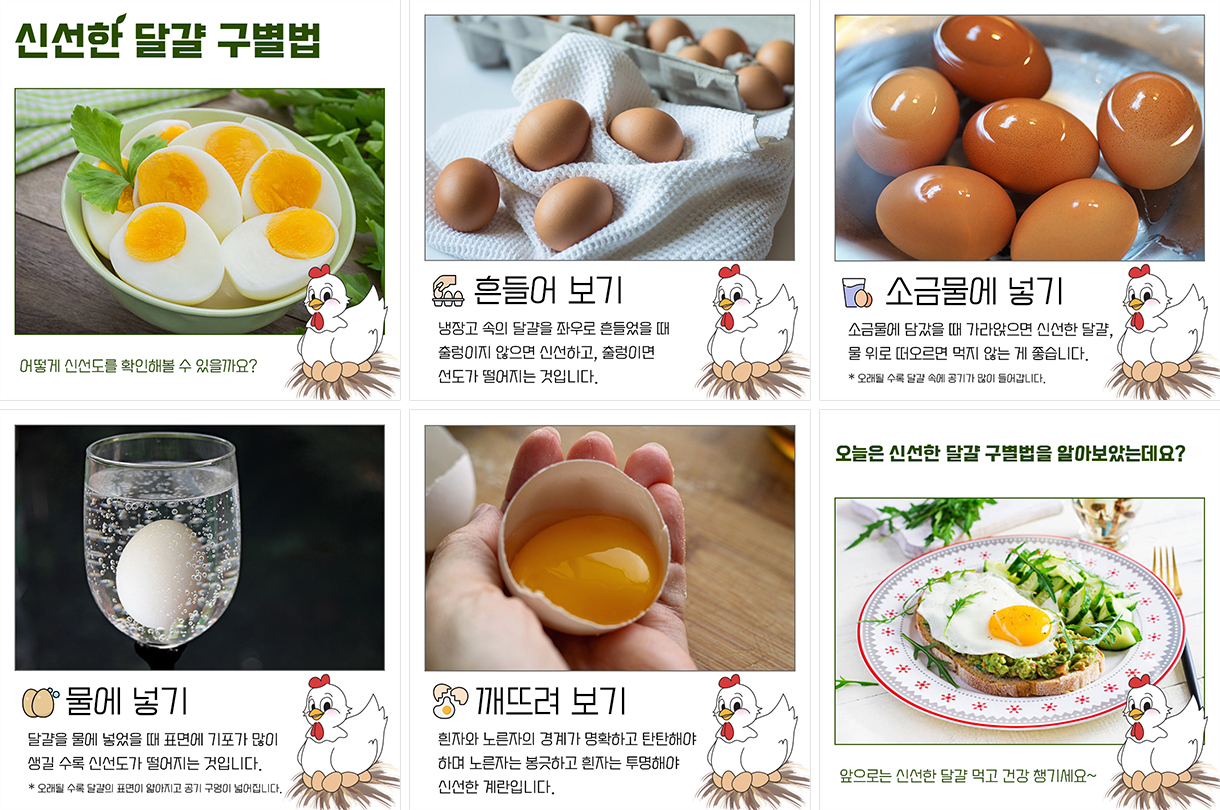 신선한 달걀 구별법
어떻게 신선도를 확인해볼 수 있을까요?
흔들어 보기
냉장고 속의 달걀을 좌우로 흔들었을 때
출렁이지 않으면 신선하고, 출렁이면
선도가 떨어지는 것입니다.
소금물에 넣기
소금물에 담갔을 때 가라앉으면 신선한 달걀,
물 위로 떠오르면 먹지 않는 게 좋습니다.
* 오래될 수록 달걀 속에 공기가 많이 들어갑니다.
물에 넣기
달걀을 물에 넣었을 때 표면에 기포가 많이
생길 수록 신선도가 떨어지는 것입니다.
* 오래될 수록 달걀의 표면이 얇아지고 공기 구멍이 넓어집니다.
깨뜨려 보기
흰자와 노른자의 경계가 명확하고 탄탄해야
하며 노른자는 봉긋하고 흰자는 투명해야
신선한 계란입니다.
오늘은 신선한 달걀 구별법을 알아보았는데요?
앞으로는 신선한 달걀 먹고 건강 챙기세요~